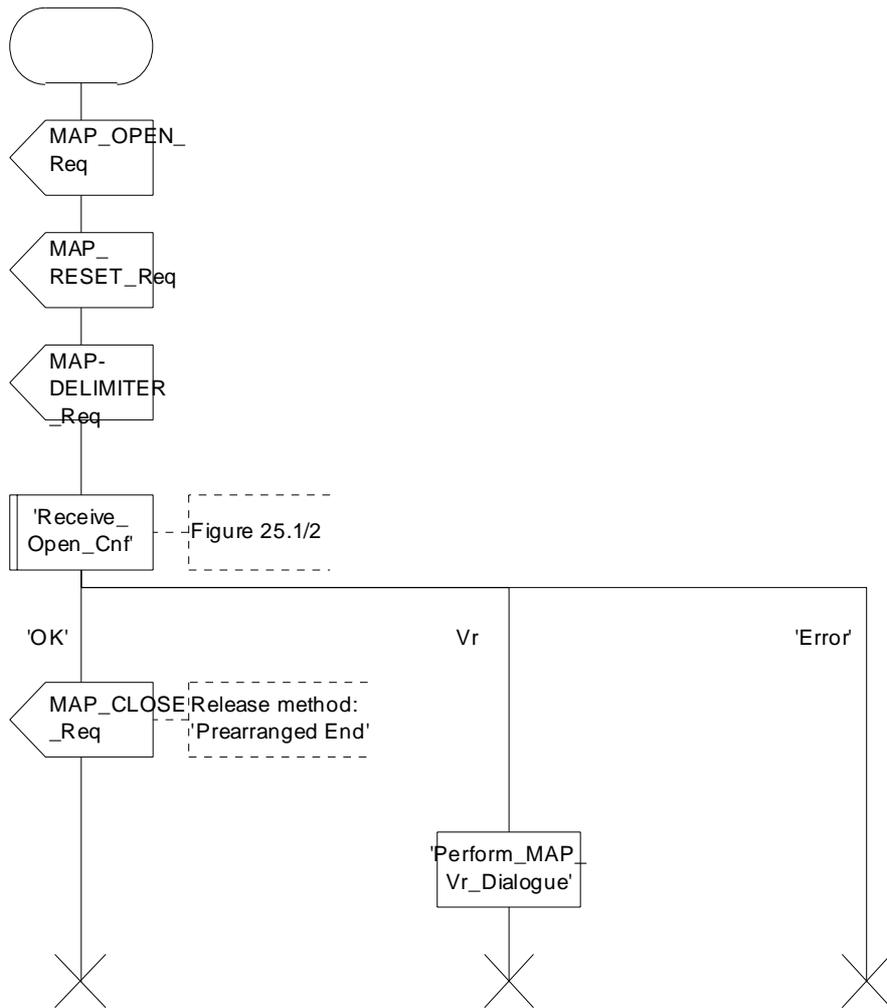 MAP_OPEN_
Req
MAP_
RESET_Req
MAP-
DELIMITER
_Req
'Receive_
Open_Cnf'
Figure 25.1/2
'OK'
Vr
'Error'
MAP_CLOSE
_Req
Release method:
'Prearranged End'
'Perform_MAP_
Vr_Dialogue'